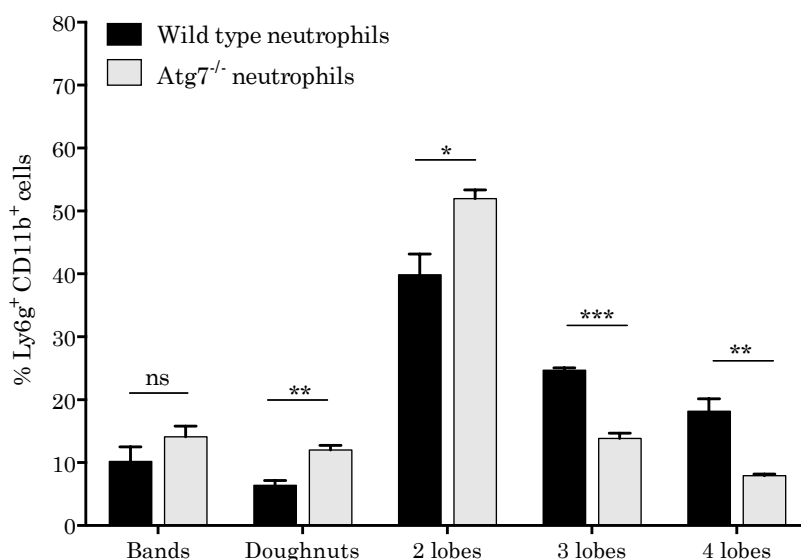 80
70
60
50
40
30
20
10
0
% Ly6g⁺ CD11b⁺ cells
Wild type neutrophils
Atg7⁻/⁻ neutrophils
ns
**
*
***
**
Bands
Doughnuts
2 lobes
3 lobes
4 lobes